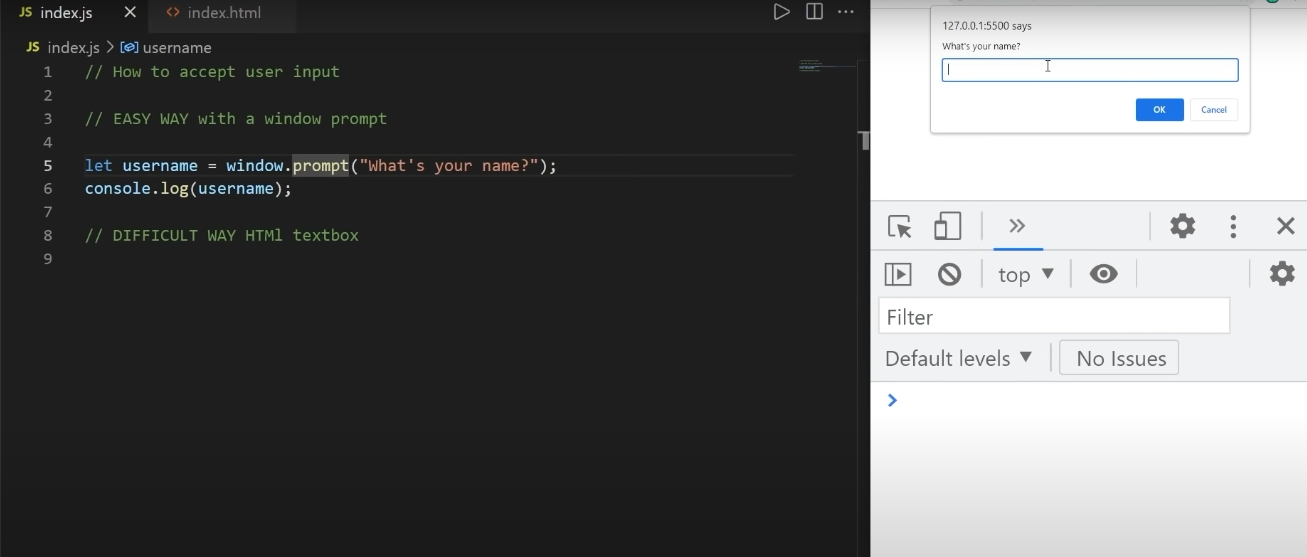 JS index.js × <> index.html
JS index.js > username
1 // How to accept user input
2
3 // EASY WAY with a window prompt
4
5 let username = window.prompt("What's your name?");
6 console.log(username);
7
8 // DIFFICULT WAY HTMl textbox
9
127.0.0.1:5500 says
What's your name?
OK Cancel
top
Filter
Default levels No Issues